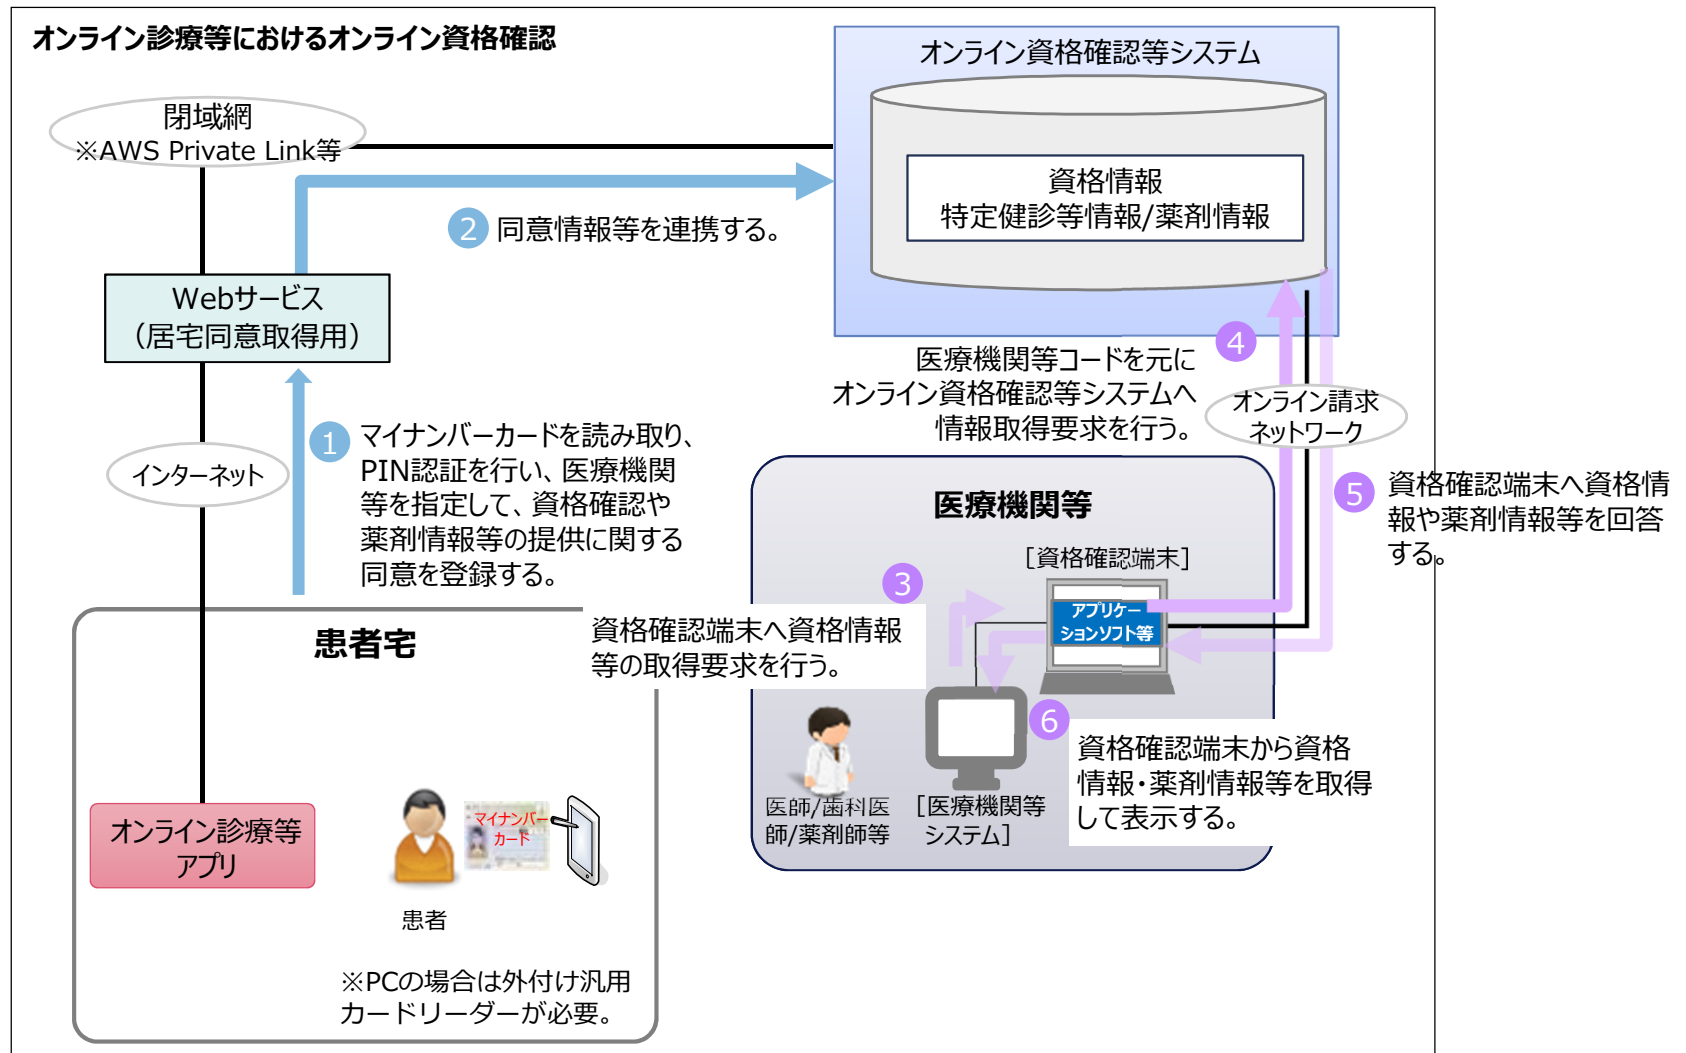 オンライン診療等におけるオンライン資格確認
オンライン資格確認等システム
閉域網
※AWS Private Link等
資格情報
特定健診等情報/薬剤情報
2 同意情報等を連携する。
Webサービス
（居宅同意取得用）
4
医療機関等コードを元に
オンライン資格確認等システムへ
情報取得要求を行う。
オンライン請求
ネットワーク
1
マイナンバーカードを読み取り、
PIN認証を行い、医療機関
等を指定して、資格確認や
薬剤情報等の提供に関する
同意を登録する。
インターネット
5
資格確認端末へ資格情
報や薬剤情報等を回答
する。
医療機関等
［資格確認端末］
アプリケー
ションソフト等
3
資格確認端末へ資格情報
等の取得要求を行う。
患者宅
6
資格確認端末から資格
情報・薬剤情報等を取得
して表示する。
医師/歯科医
師/薬剤師等
［医療機関等
システム］
オンライン診療等
アプリ
マイナンバー
カード
患者
※PCの場合は外付け汎用
カードリーダーが必要。